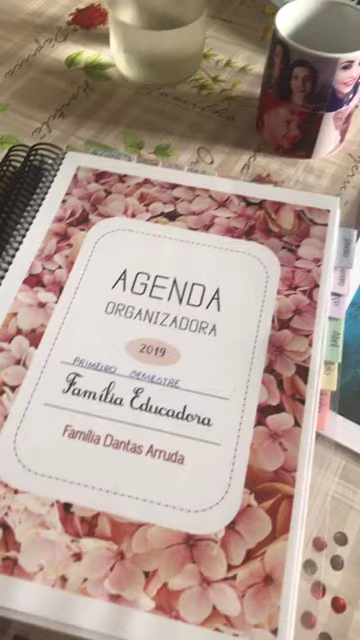 AGENDA
ORGANIZADORA
2019
PRIMEIRO SEMESTRE
Família Educadora
Família Dantas Arruda